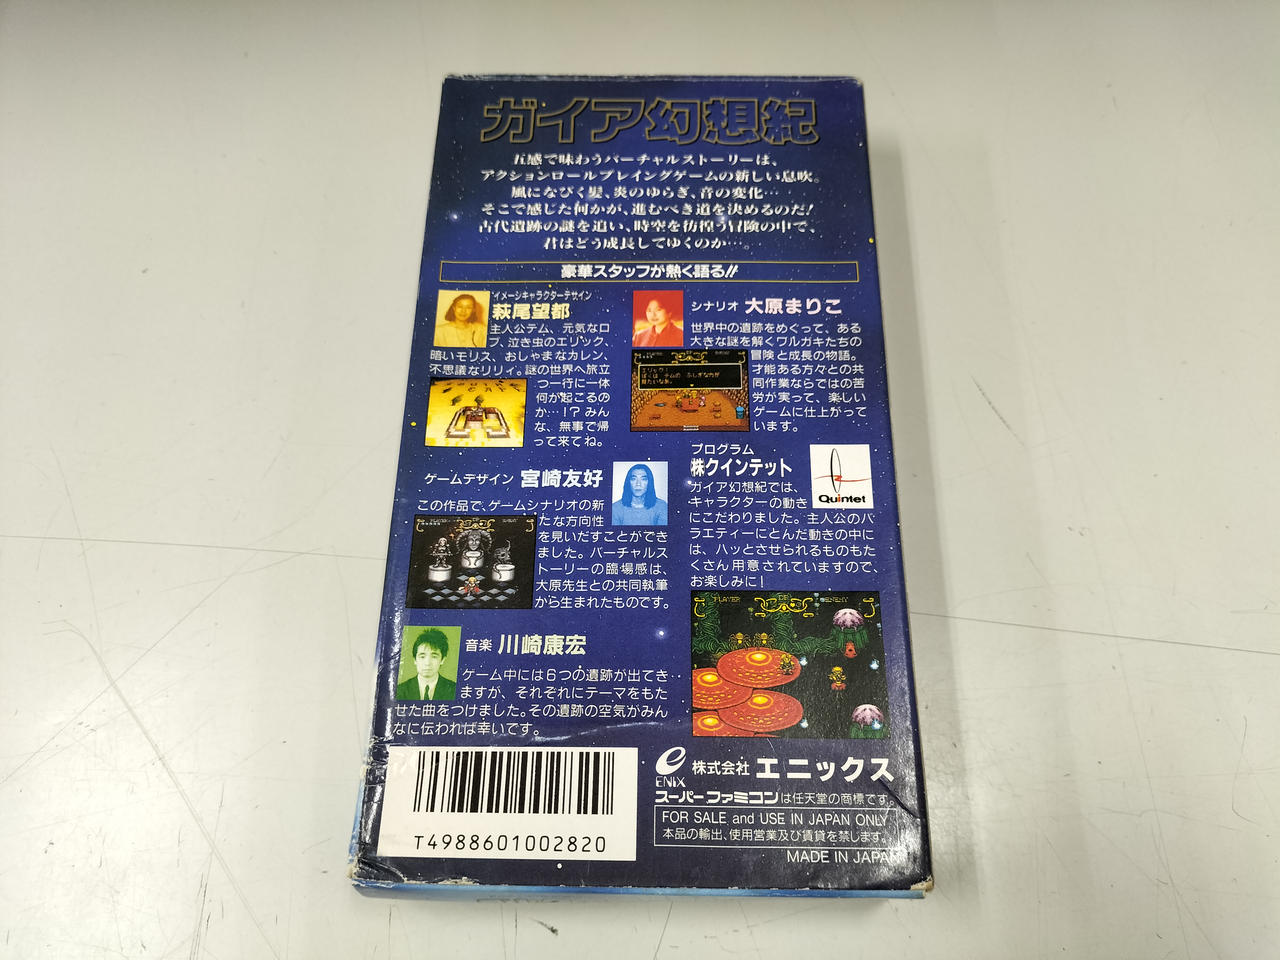 ガイア幻想紀
五感で味わうバーチャルストーリーは、
アクションロールプレイングゲームの新しい息吹。
風になびく髪、炎のゆらぎ、音の変化…
そこで感じた何かが、進むべき道を決めるのだ!
古代遺跡の謎を追い、時空を彷徨う冒険の中で、
君はどう成長してゆくのか…。
豪華スタッフが熱く語る!!
イメージキャラクターデザイン
萩尾望都
主人公テム、元気なロ
ブ、泣き虫のエリック、
暗いモリス、おしゃまなカレン、
不思議なリリィ。謎の世界へ旅立
つ一行に一体
何が起こるの
か…!?みん
な、無事で帰
って来てね。
シナリオ 大原まりこ
世界中の遺跡をめぐって、ある
大きな謎を解くワルガキたちの
冒険と成長の物語。
才能ある方々との共
同作業ならではの苦
労が実って、楽しい
ゲームに仕上がって
います。
エリック!
ぼくは テムの ふしぎな力が
見たいなあ。
ゲームデザイン 宮崎友好
この作品で、ゲームシナリオの新
たな方向性
を見いだすことができ
ました。バーチャルス
トーリーの臨場感は、
大原先生との共同執筆
から生まれたものです。
PLAYER ENEMY
プログラム
株クインテット
Quintet
ガイア幻想紀では、
キャラクターの動き
にこだわりました。主人公のバ
ラエティーにとんだ動きの中に
は、ハッとさせられるものもた
くさん用意されていますので、
お楽しみに!
PLAYER ENEMY
音楽 川崎康宏
ゲーム中には6つの遺跡が出てき
ますが、それぞれにテーマをもた
せた曲をつけました。その遺跡の空気がみん
なに伝われば幸いです。
T4988601002820
ENIX
株式会社 エニックス
スーパーファミコンは任天堂の商標です。
FOR SALE and USE IN JAPAN ONLY
本品の輸出、使用営業及び賃貸を禁じます。
MADE IN JAPAN